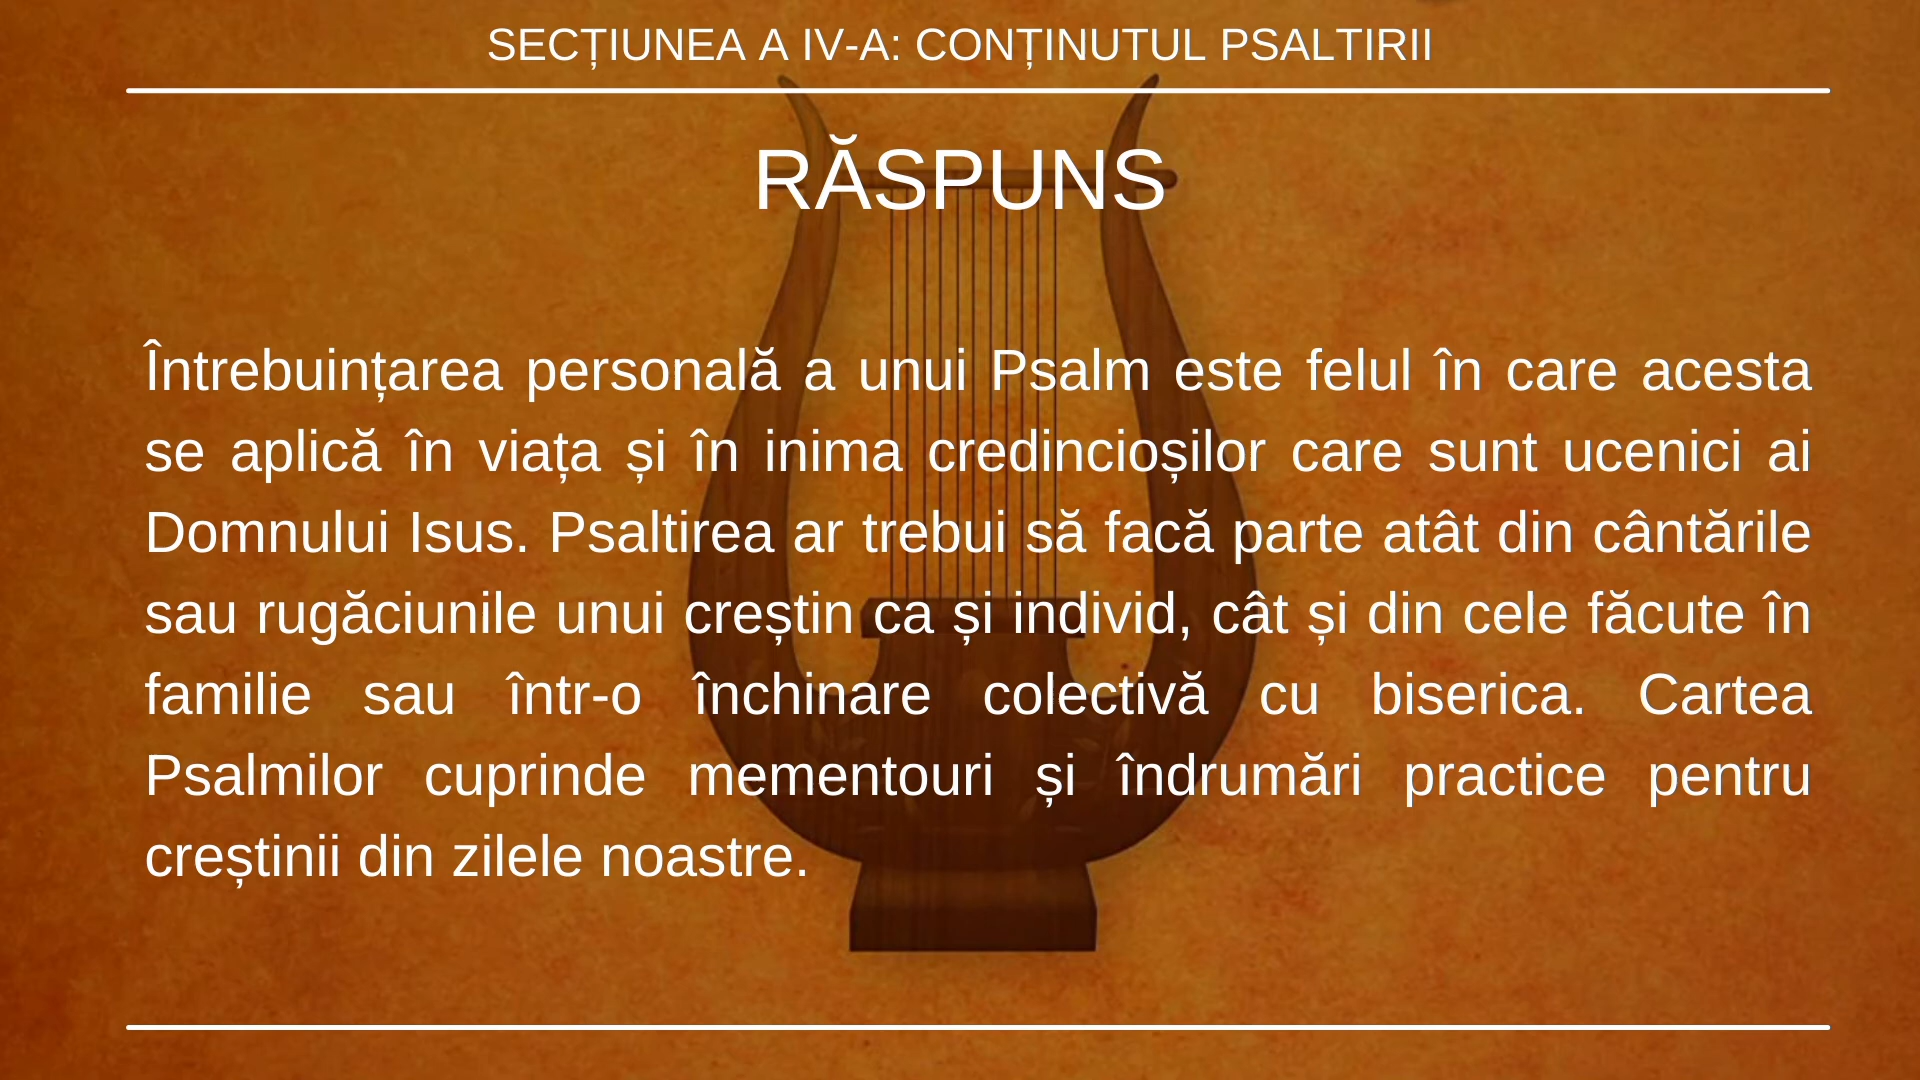 SECȚIUNEA A IV-A: CONȚINUTUL PSALTIRII
RĂSPUNS
Întrebuințarea personală a unui Psalm este felul în care acesta
se aplică în viața și în inima credincioșilor care sunt ucenici ai
Domnului Isus. Psaltirea ar trebui să facă parte atât din cântările
sau rugăciunile unui creștin ca și individ, cât și din cele făcute în
familie sau într-o închinare colectivă cu biserica. Cartea
Psalmilor cuprinde mementouri și îndrumări practice pentru
creștinii din zilele noastre.